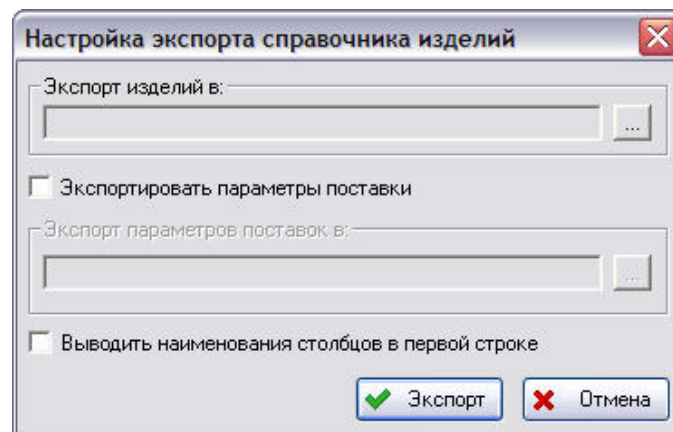 Настройка экспорта справочника изделий
Экспорт изделий в:
...
Экспортировать параметры поставки
Экспорт параметров поставок в:
...
Выводить наименования столбцов в первой строке
Экспорт Отмена